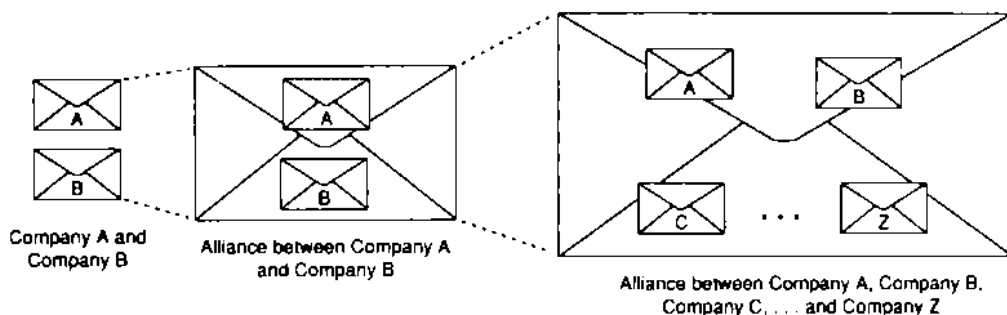 A
B
Company A and
Company B
A
B
Alliance between Company A
and Company B
A
B
C
. . .
Z
Alliance between Company A, Company B,
Company C, . . . and Company Z